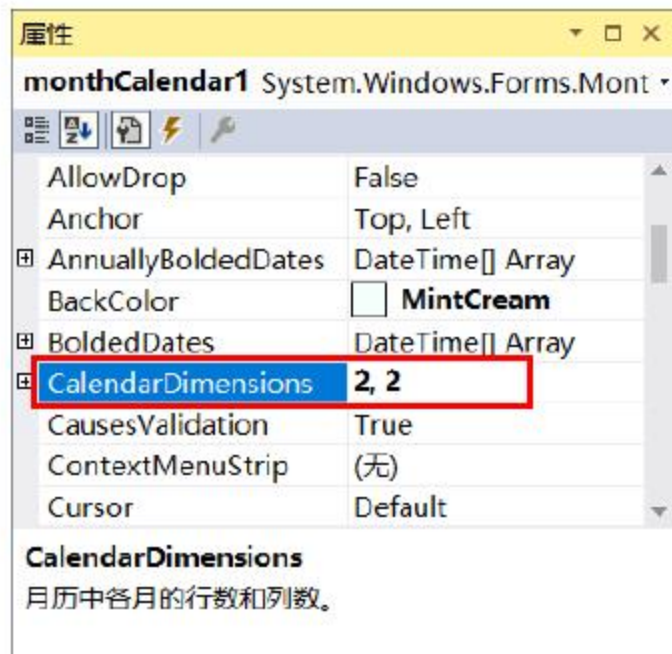 属性
monthCalendar1 System.Windows.Forms.Mont
AllowDrop False
Anchor Top, Left
AnnuallyBoldedDates DateTime[] Array
BackColor MintCream
BoldedDates DateTime[] Array
CalendarDimensions 2, 2
CausesValidation True
ContextMenuStrip (无)
Cursor Default
CalendarDimensions
月历中各月的行数和列数。